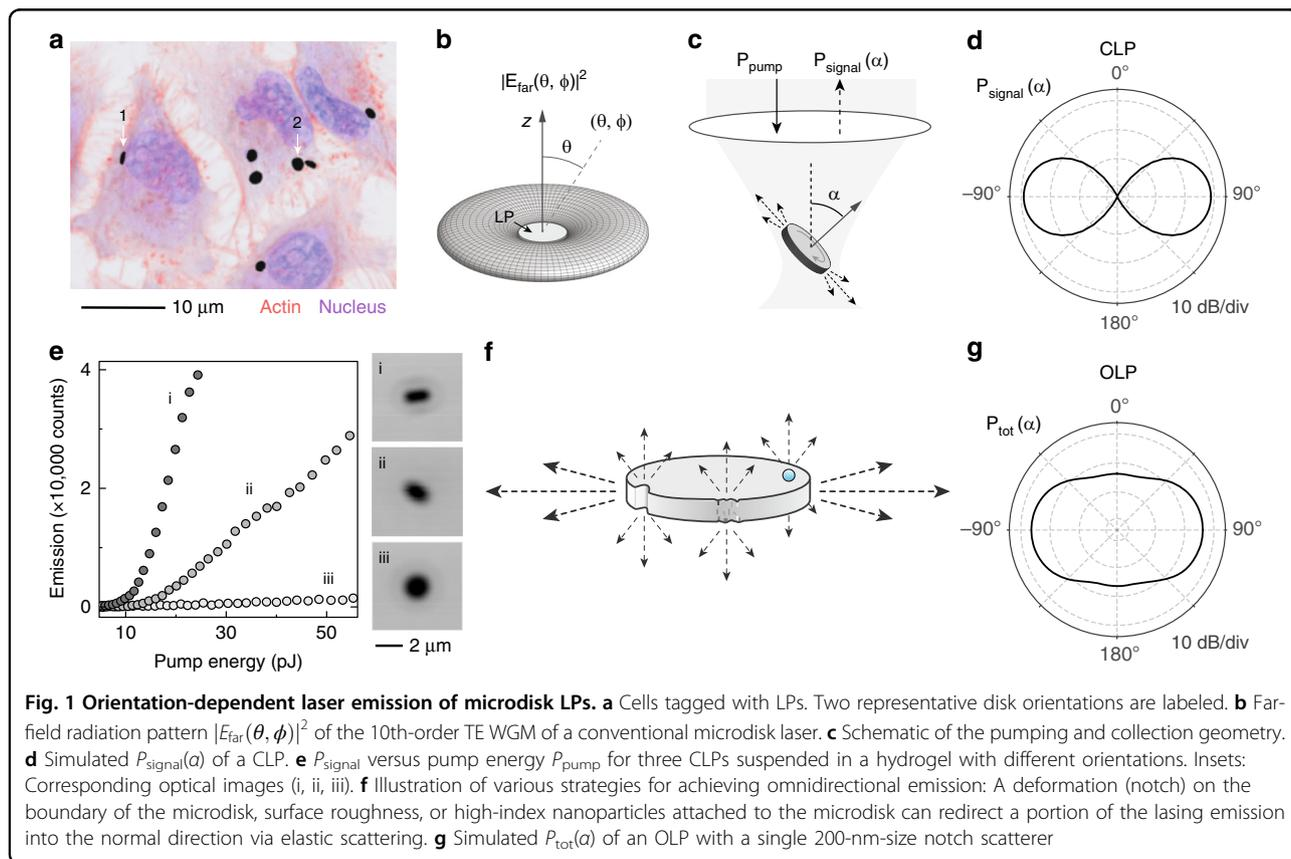 a
1
2
10 μm Actin Nucleus
b
|E_far(θ, ϕ)|²
z
(θ, ϕ)
θ
LP
c
P_pump P_signal (α)
α
d
CLP
0°
P_signal (α)
−90° 90°
180° 10 dB/div
e
Emission (×10,000 counts)
4
2
0
i
ii
iii
10 30 50
Pump energy (pJ)
i
ii
iii
2 μm
f
g
OLP
0°
P_tot (α)
−90° 90°
180° 10 dB/div
Fig. 1 Orientation-dependent laser emission of microdisk LPs. a Cells tagged with LPs. Two representative disk orientations are labeled. b Far-
field radiation pattern |E_far(θ, ϕ)|² of the 10th-order TE WGM of a conventional microdisk laser. c Schematic of the pumping and collection geometry.
d Simulated P_signal(α) of a CLP. e P_signal versus pump energy P_pump for three CLPs suspended in a hydrogel with different orientations. Insets:
Corresponding optical images (i, ii, iii). f Illustration of various strategies for achieving omnidirectional emission: A deformation (notch) on the
boundary of the microdisk, surface roughness, or high-index nanoparticles attached to the microdisk can redirect a portion of the lasing emission
into the normal direction via elastic scattering. g Simulated P_tot(α) of an OLP with a single 200-nm-size notch scatterer